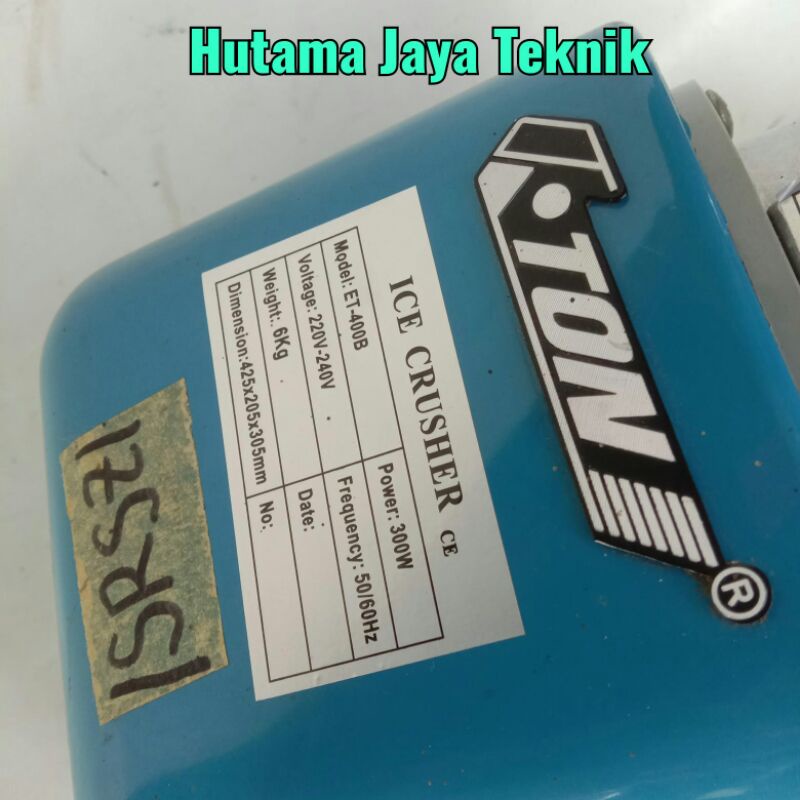 Hutama Jaya Teknik
TON®
ICE CRUSHER CE
Model: ET-400B
Power: 300W
Voltage: 220V-240V
Frequency: 50/60Hz
Weight:. 6Kg
Date:
Dimension:425x205x305mm
No: